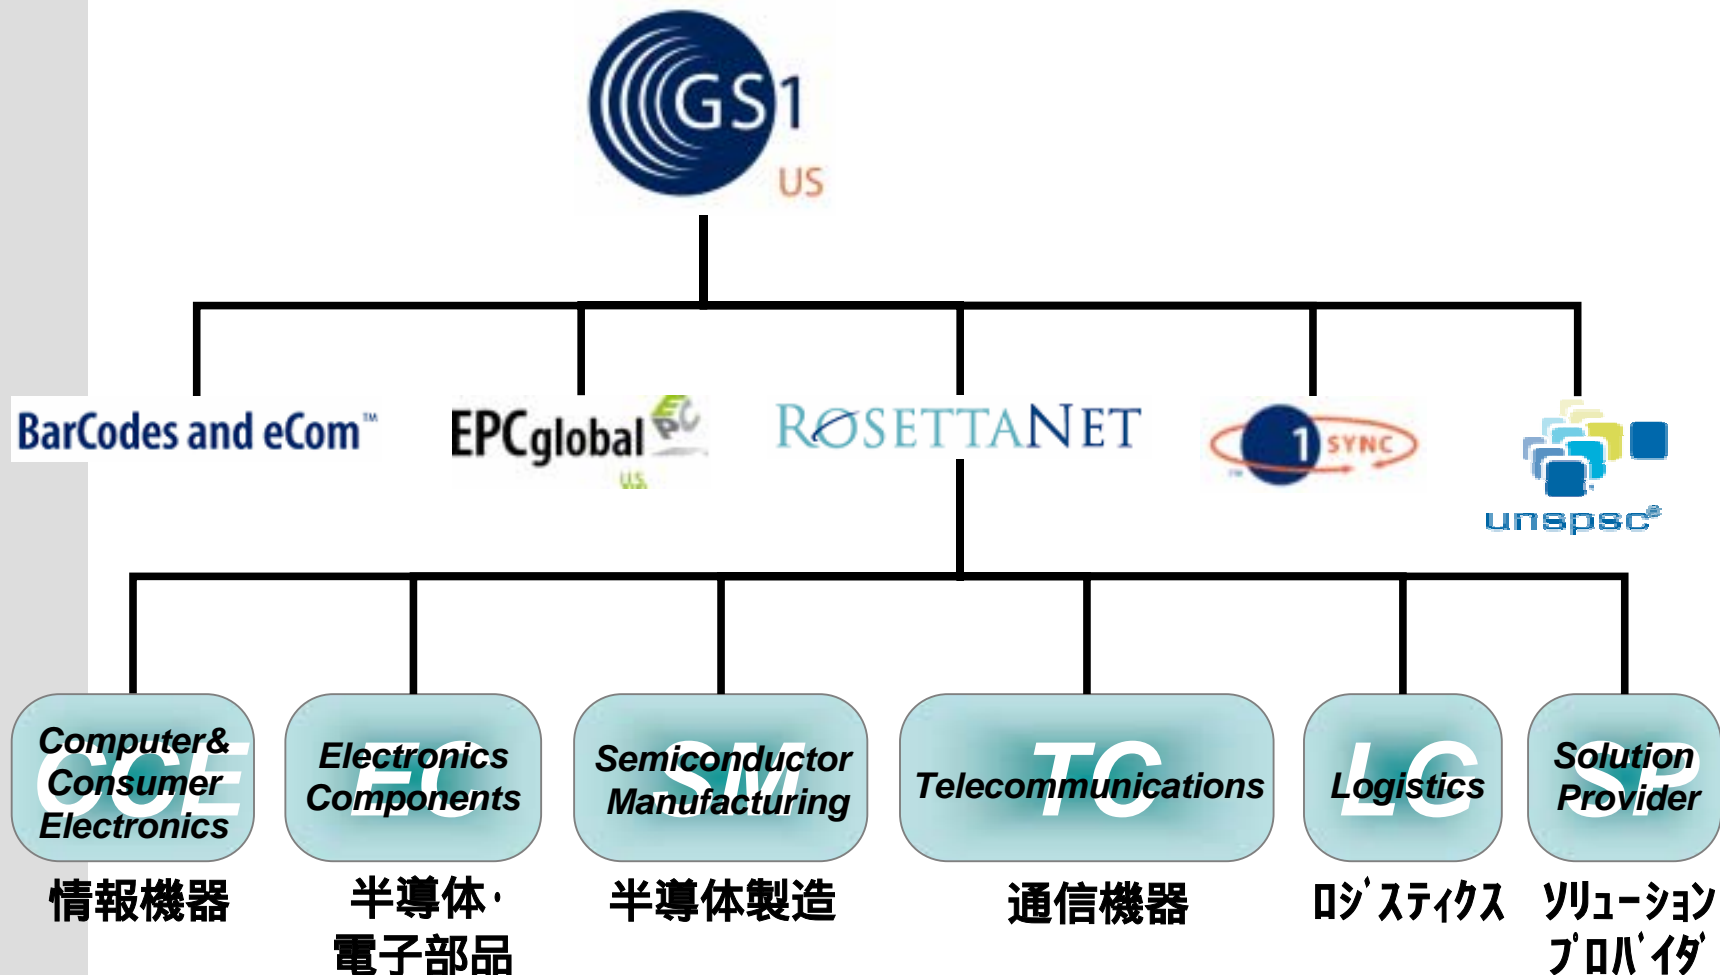 GS1
US
BarCodes and eCom™
EPCglobal
EPC
U.S.
ROSETTANET
1 SYNC
TM
unspsc®
CCE
Computer&
Consumer
Electronics
EC
Electronics
Components
SM
Semiconductor
Manufacturing
TC
Telecommunications
LG
Logistics
SP
Solution
Provider
情報機器
半導体・
電子部品
半導体製造
通信機器
ﾛｼﾞｽﾃｨｸｽ
ｿﾘｭｰｼｮﾝ
ﾌﾟﾛﾊﾞｲﾀﾞ